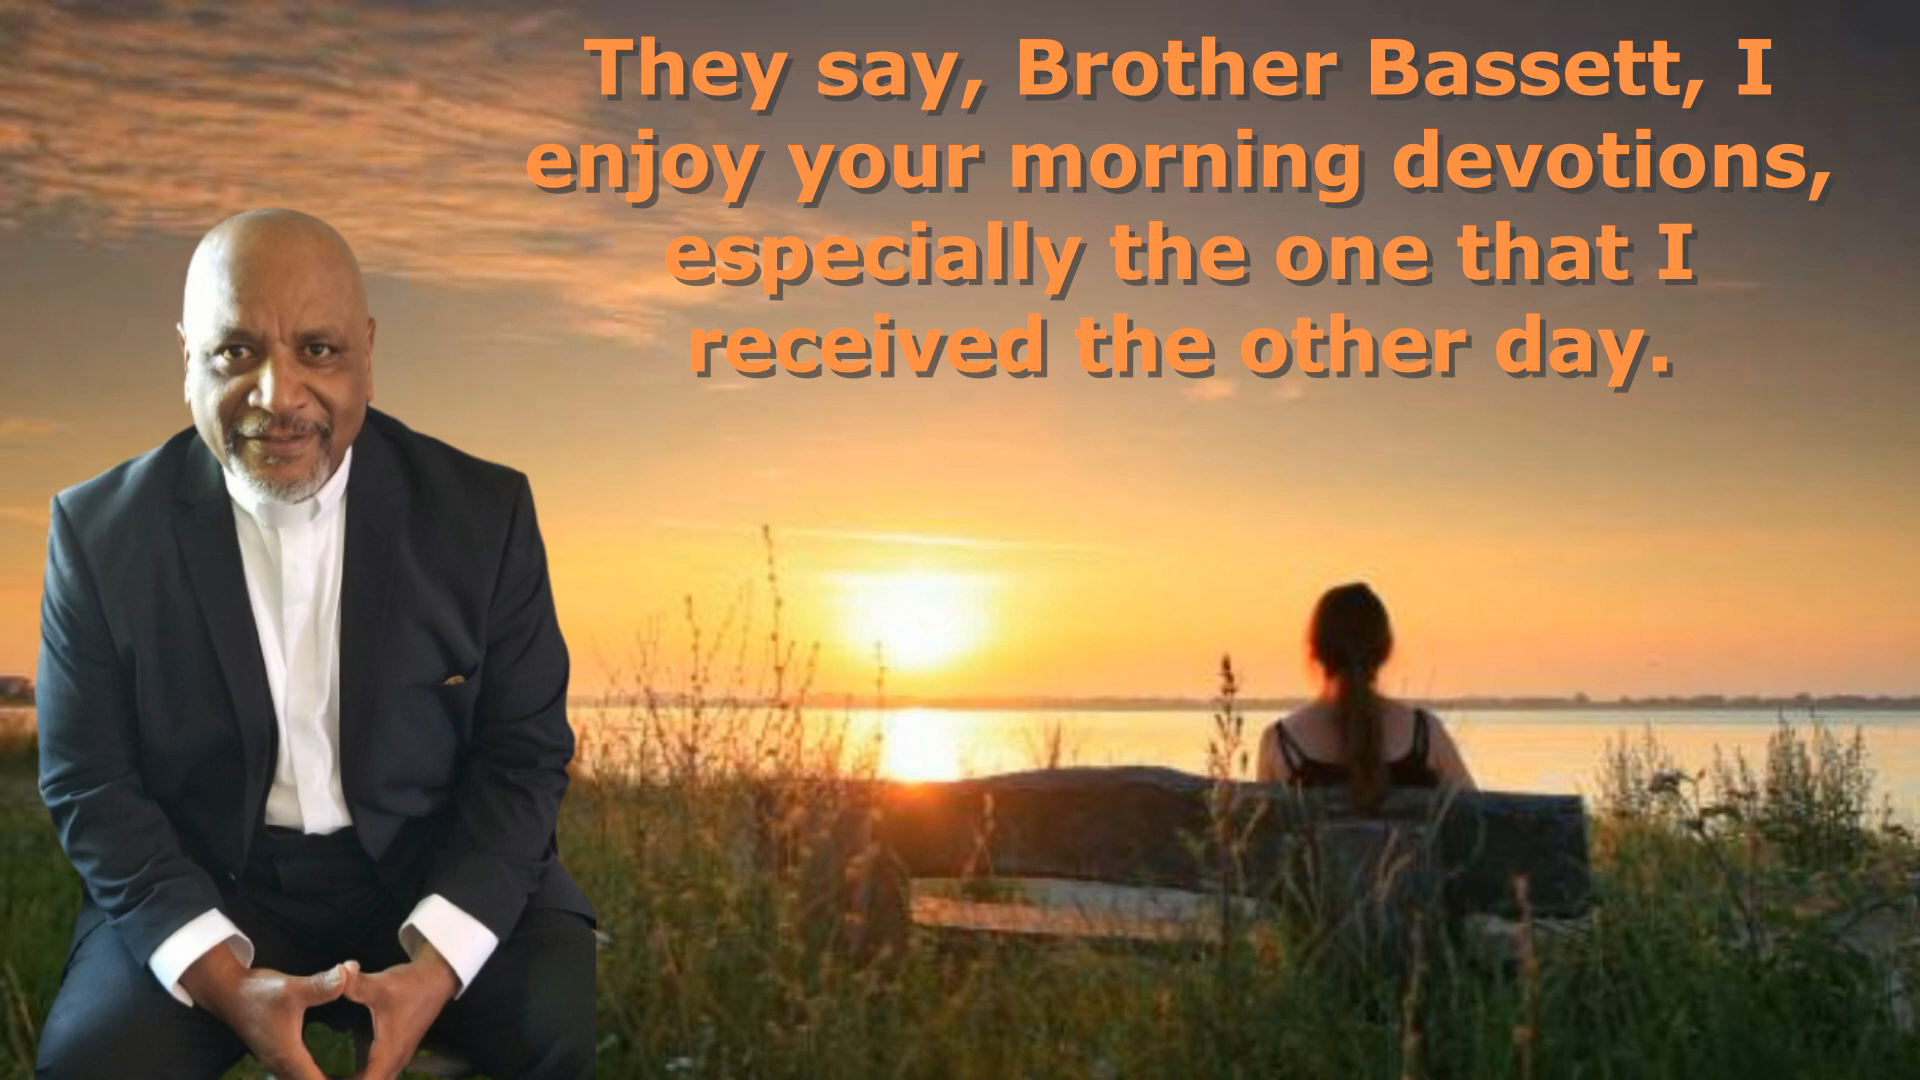 They say, Brother Bassett, I
enjoy your morning devotions,
especially the one that I
received the other day.